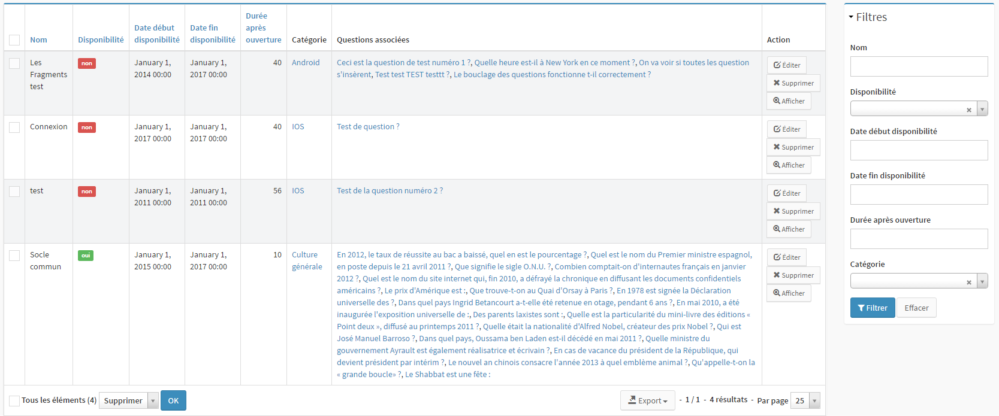 Nom
Disponibilité
Date début
disponibilité
Date fin
disponibilité
Durée
après
ouverture
Catégorie
Questions associées
Action
Les
Fragments
test
non
January 1,
2014 00:00
January 1,
2017 00:00
40
Android
Ceci est la question de test numéro 1 ?, Quelle heure est-il à New York en ce moment ?, On va voir si toutes les question
s'insèrent, Test test TEST testtt ?, Le bouclage des questions fonctionne t-il correctement ?
Éditer
Supprimer
Afficher
Connexion
non
January 1,
2017 00:00
January 1,
2017 00:00
40
IOS
Test de question ?
Éditer
Supprimer
Afficher
test
non
January 1,
2011 00:00
January 1,
2011 00:00
56
IOS
Test de la question numéro 2 ?
Éditer
Supprimer
Afficher
Socle
commun
oui
January 1,
2015 00:00
January 1,
2017 00:00
10
Culture
générale
En 2012, le taux de réussite au bac a baissé, quel en est le pourcentage ?, Quel est le nom du Premier ministre espagnol,
en poste depuis le 21 avril 2011 ?, Que signifie le sigle O.N.U. ?, Combien comptait-on d'internautes français en janvier
2012 ?, Quel est le nom du site internet qui, fin 2010, a défrayé la chronique en diffusant les documents confidentiels
américains ?, Le prix d'Amérique est :, Que trouve-t-on au Quai d'Orsay à Paris ?, En 1978 est signée la Déclaration
universelle des ?, Dans quel pays Ingrid Betancourt a-t-elle été retenue en otage, pendant 6 ans ?, En mai 2010, a été
inaugurée l'exposition universelle de :, Des parents laxistes sont :, Quelle est la particularité du mini-livre des éditions «
Point deux », diffusé au printemps 2011 ?, Quelle était la nationalité d'Alfred Nobel, créateur des prix Nobel ?, Qui est
José Manuel Barroso ?, Dans quel pays, Oussama ben Laden est-il décédé en mai 2011 ?, Quelle ministre du
gouvernement Ayrault est également réalisatrice et écrivain ?, En cas de vacance du président de la République, qui
devient président par intérim ?, Le nouvel an chinois consacre l'année 2013 à quel emblème animal ?, Qu'appelle-t-on la
« grande boucle» ?, Le Shabbat est une fête :
Éditer
Supprimer
Afficher
Tous les éléments (4)
Supprimer
OK
Export
- 1 / 1 - 4 résultats - Par page 25
Filtres
Nom
Disponibilité
Date début disponibilité
Date fin disponibilité
Durée après ouverture
Catégorie
Filtrer
Effacer